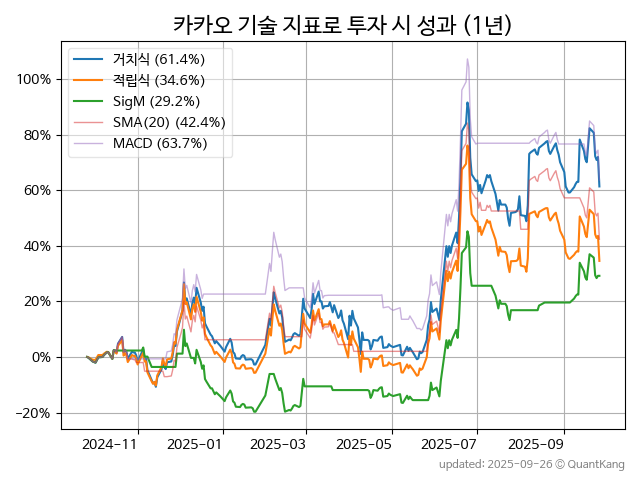 카카오 기술 지표로 투자 시 성과 (1년)
거치식 (61.4%)
적립식 (34.6%)
SigM (29.2%)
SMA(20) (42.4%)
MACD (63.7%)
100%
80%
60%
40%
20%
0%
−20%
2024-11
2025-01
2025-03
2025-05
2025-07
2025-09
updated: 2025-09-26 © QuantKang